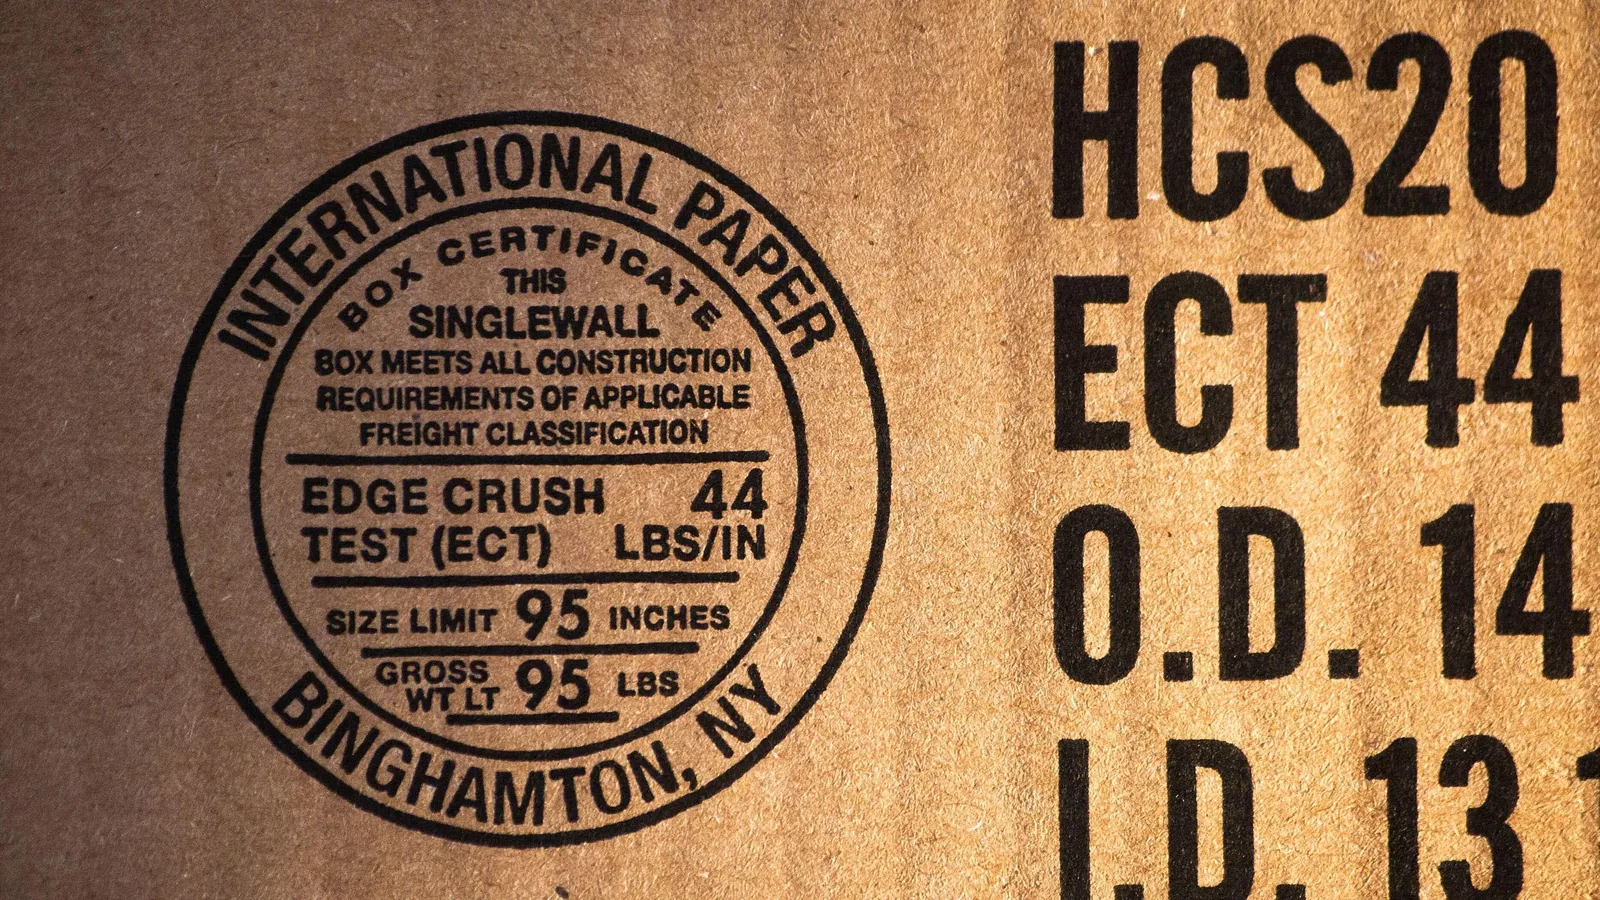 INTERNATIONAL PAPER
BOX CERTIFICATE
THIS
SINGLEWALL
BOX MEETS ALL CONSTRUCTION
REQUIREMENTS OF APPLICABLE
FREIGHT CLASSIFICATION
EDGE CRUSH 44
TEST (ECT) LBS/IN
SIZE LIMIT 95 INCHES
GROSS
WT LT 95 LBS
BINGHAMTON, NY
HCS20
ECT 44
O.D. 14
I.D. 13